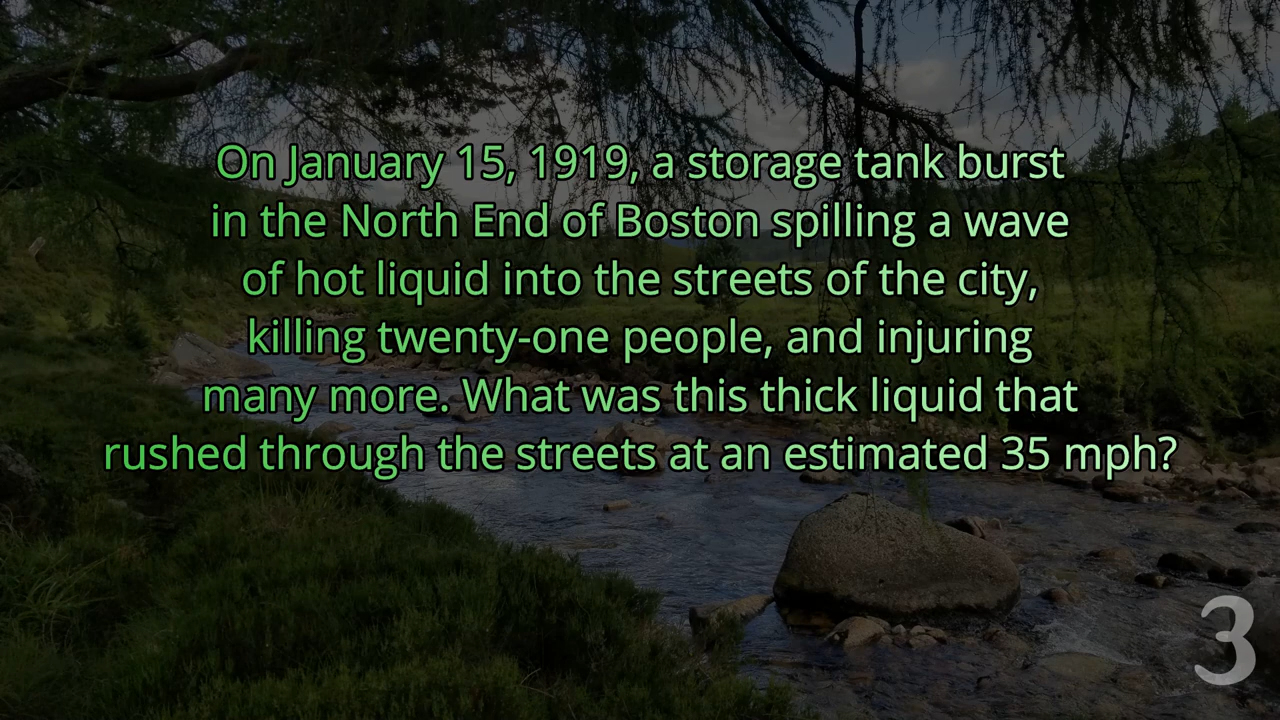 On January 15, 1919, a storage tank burst
in the North End of Boston spilling a wave
of hot liquid into the streets of the city,
killing twenty-one people, and injuring
many more. What was this thick liquid that
rushed through the streets at an estimated 35 mph?
3